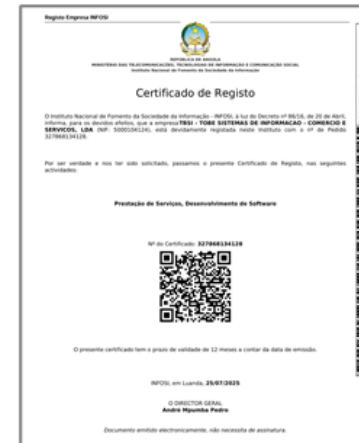 Registo Empresa INFOSI
REPÚBLICA DE ANGOLA
MINISTÉRIO DAS TELECOMUNICAÇÕES, TECNOLOGIAS DE INFORMAÇÃO E COMUNICAÇÃO SOCIAL
Instituto Nacional de Fomento da Sociedade da Informação
Certificado de Registo
O Instituto Nacional de Fomento da Sociedade da Informação - INFOSI, à luz do Decreto nº 86/16, de 20 de Abril,
informa, para os devidos efeitos, que a empresa TBSI - TOBE SISTEMAS DE INFORMACAO - COMERCIO E
SERVICOS, LDA (NIF: 5000104124), está devidamente registada neste Instituto com o nº de Pedido
327868134128.
Por ser verdade e nos ter sido solicitado, passamos o presente Certificado de Registo, nas seguintes
actividades:
Prestação de Serviços, Desenvolvimento de Software
Nº do Certificado: 327868134128
O presente certificado tem o prazo de validade de 12 meses a contar da data de emissão.
INFOSI, em Luanda, 25/07/2025
O DIRECTOR GERAL
André Mpumba Pedro
Documento emitido electronicamente, não necessita de assinatura.